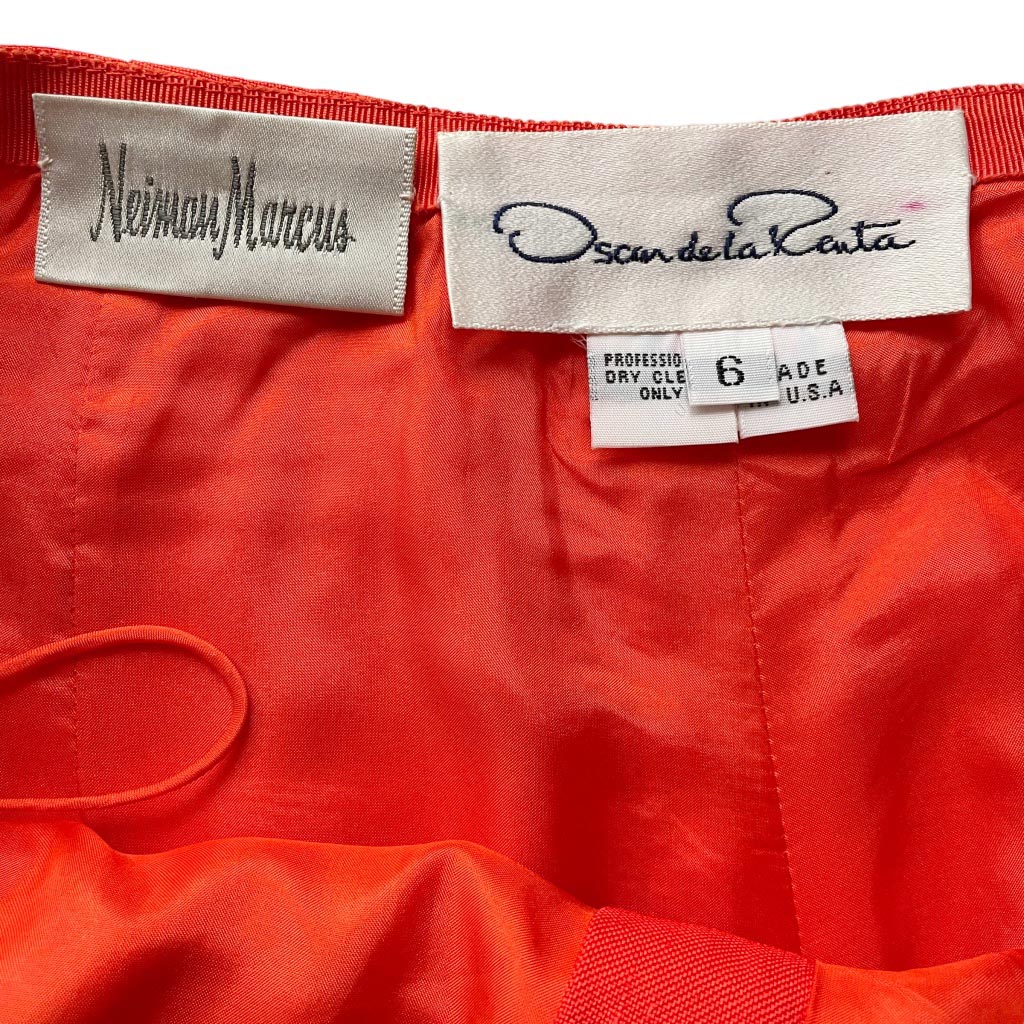 Neiman Marcus
Oscar de la Renta
PROFESSIO
DRY CLE
ONLY
6
ADE
U.S.A